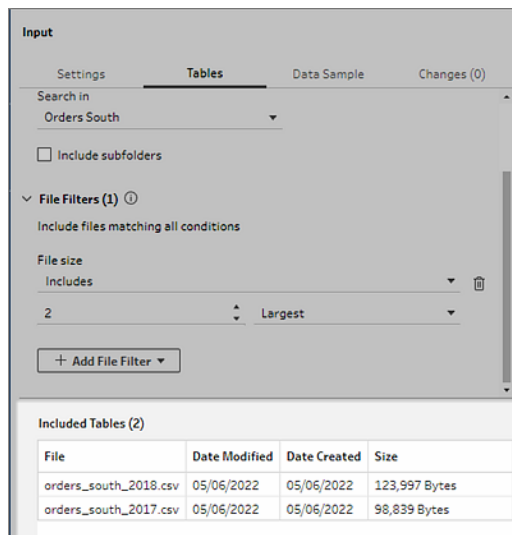 Input
Settings Tables Data Sample Changes (0)
Search in
Orders South
Include subfolders
File Filters (1)
Include files matching all conditions
File size
Includes
2 Largest
+ Add File Filter
Included Tables (2)
File Date Modified Date Created Size
orders_south_2018.csv 05/06/2022 05/06/2022 123,997 Bytes
orders_south_2017.csv 05/06/2022 05/06/2022 98,839 Bytes